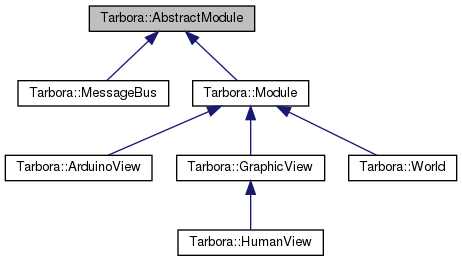 Tarbora::AbstractModule
Tarbora::MessageBus
Tarbora::Module
Tarbora::ArduinoView
Tarbora::GraphicView
Tarbora::World
Tarbora::HumanView